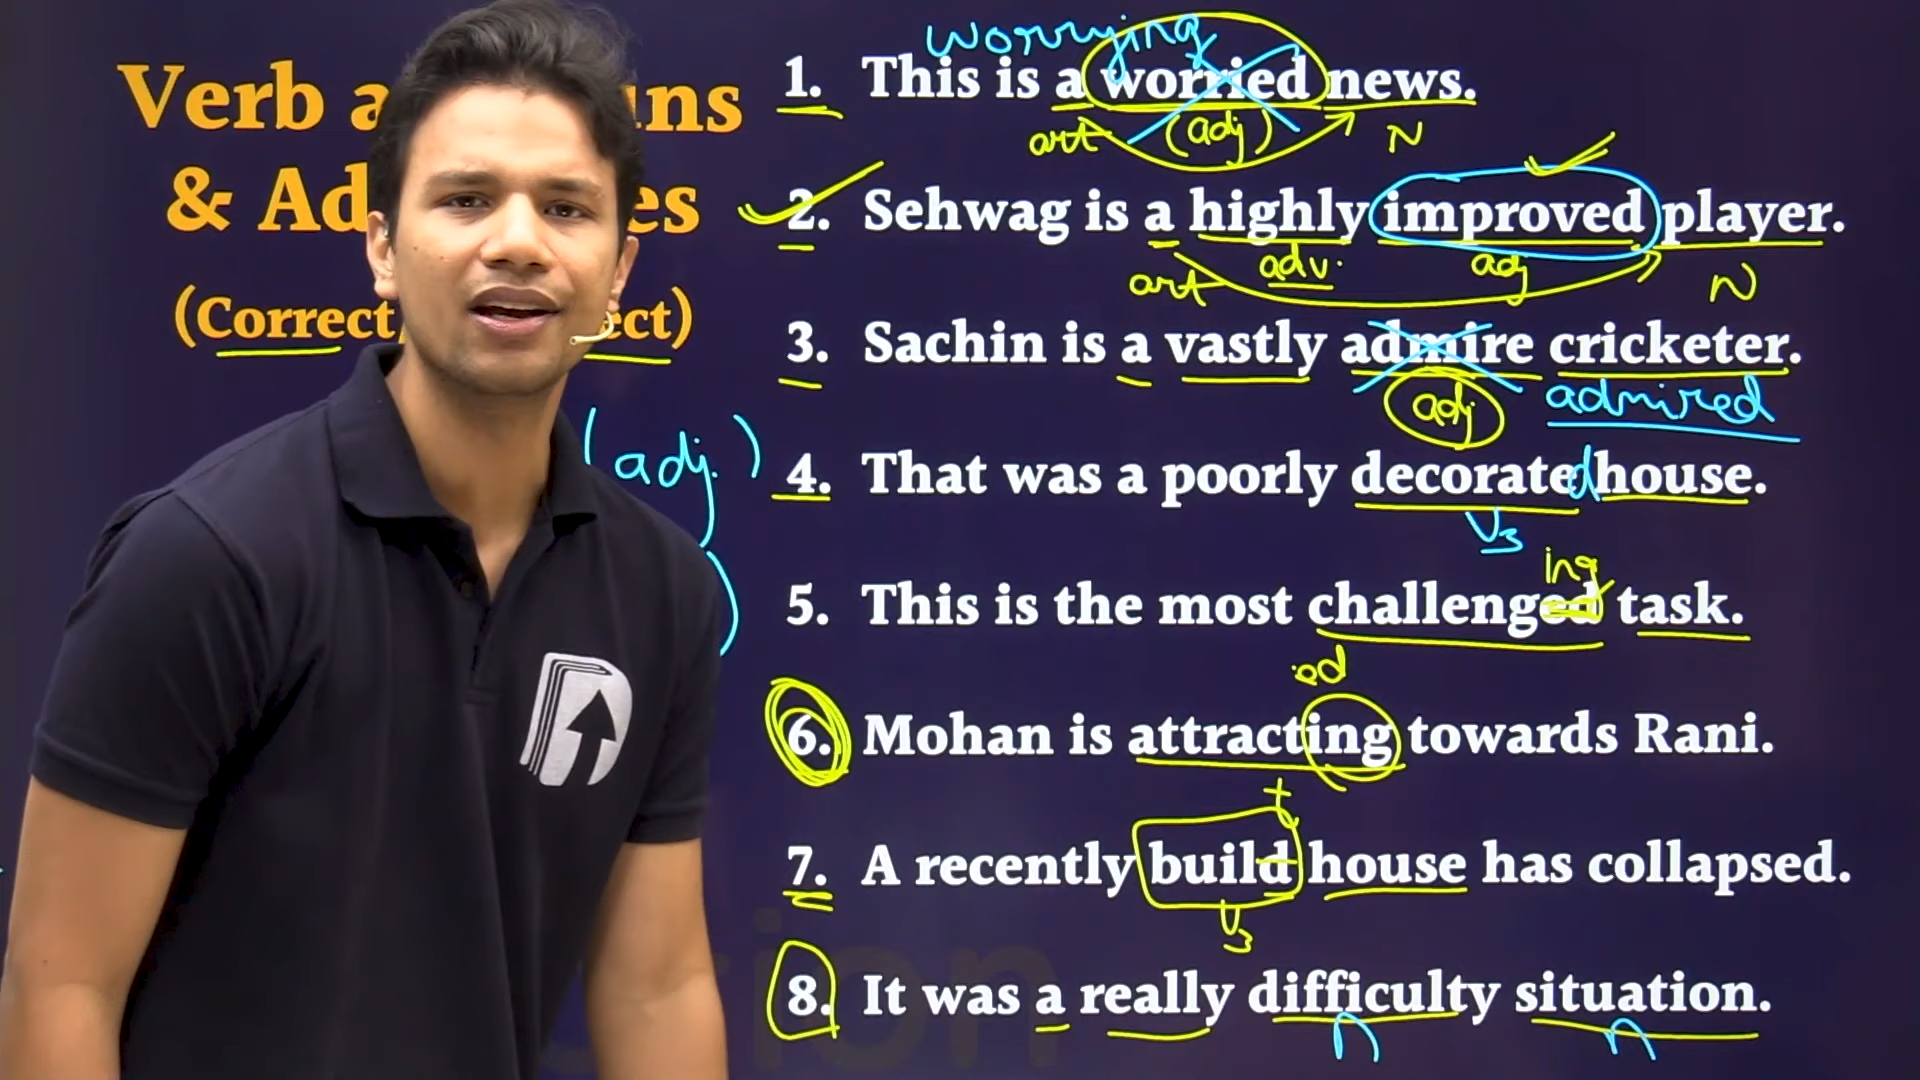 Verb a uns
& Ad es
(Correct ect)
(adj.)
worrying
1. This is a worried news.
art (adj) N
2. Sehwag is a highly improved player.
art adv. adj N
3. Sachin is a vastly admire cricketer.
adj admired
4. That was a poorly decorated house.
V3
ing
5. This is the most challenged task.
ed
6. Mohan is attracting towards Rani.
t
7. A recently build house has collapsed.
V3
8. It was a really difficulty situation.
n n